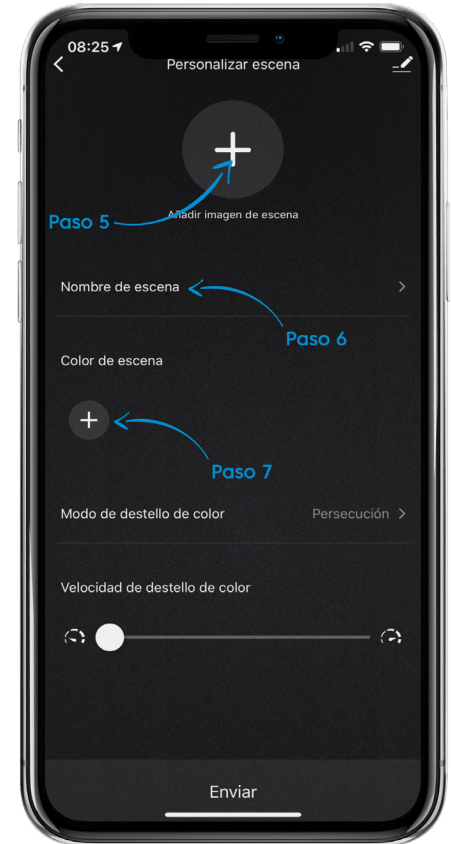 08:25
Personalizar escena
Añadir imagen de escena
Paso 5
Nombre de escena
Paso 6
Color de escena
Paso 7
Modo de destello de color Persecución
Velocidad de destello de color
Enviar